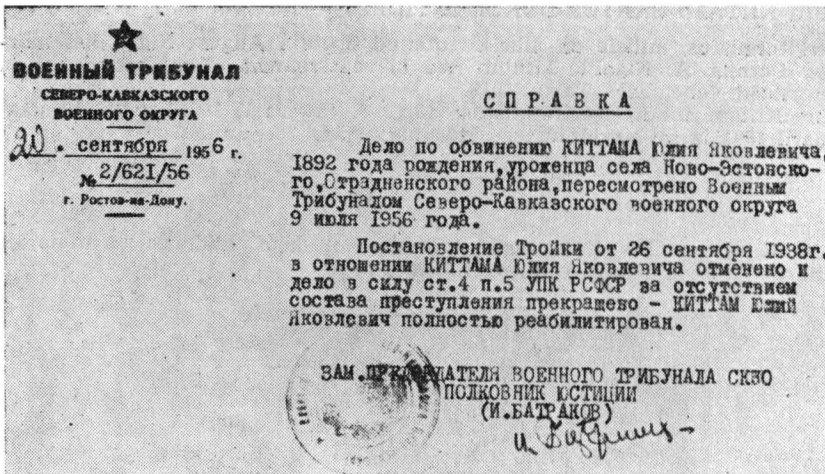 ВОЕННЫЙ ТРИБУНАЛ
СЕВЕРО-КАВКАЗСКОГО
ВОЕННОГО ОКРУГА
20. сентября 1956 г.
№ 2/621/56
г. Ростов-на-Дону.
СПРАВКА
Дело по обвинению КИТТАМА Юлия Яковлевича,
1892 года рождения, уроженца села Ново-Эстонско-
го, Отрадненского района, пересмотрено Военным
Трибуналом Северо-Кавказского военного округа
9 июля 1956 года.
Постановление Тройки от 26 сентября 1938г.
в отношении КИТТАМА Юлия Яковлевича отменено и
дело в силу ст.4 п.5 УПК РСФСР за отсутствием
состава преступления прекращено - КИТТАМ Юлий
Яковлевич полностью реабилитирован.
ЗАМ.ПРЕДСЕДАТЕЛЯ ВОЕННОГО ТРИБУНАЛА СКВО
ПОЛКОВНИК ЮСТИЦИИ
(И.БАТРАКОВ)